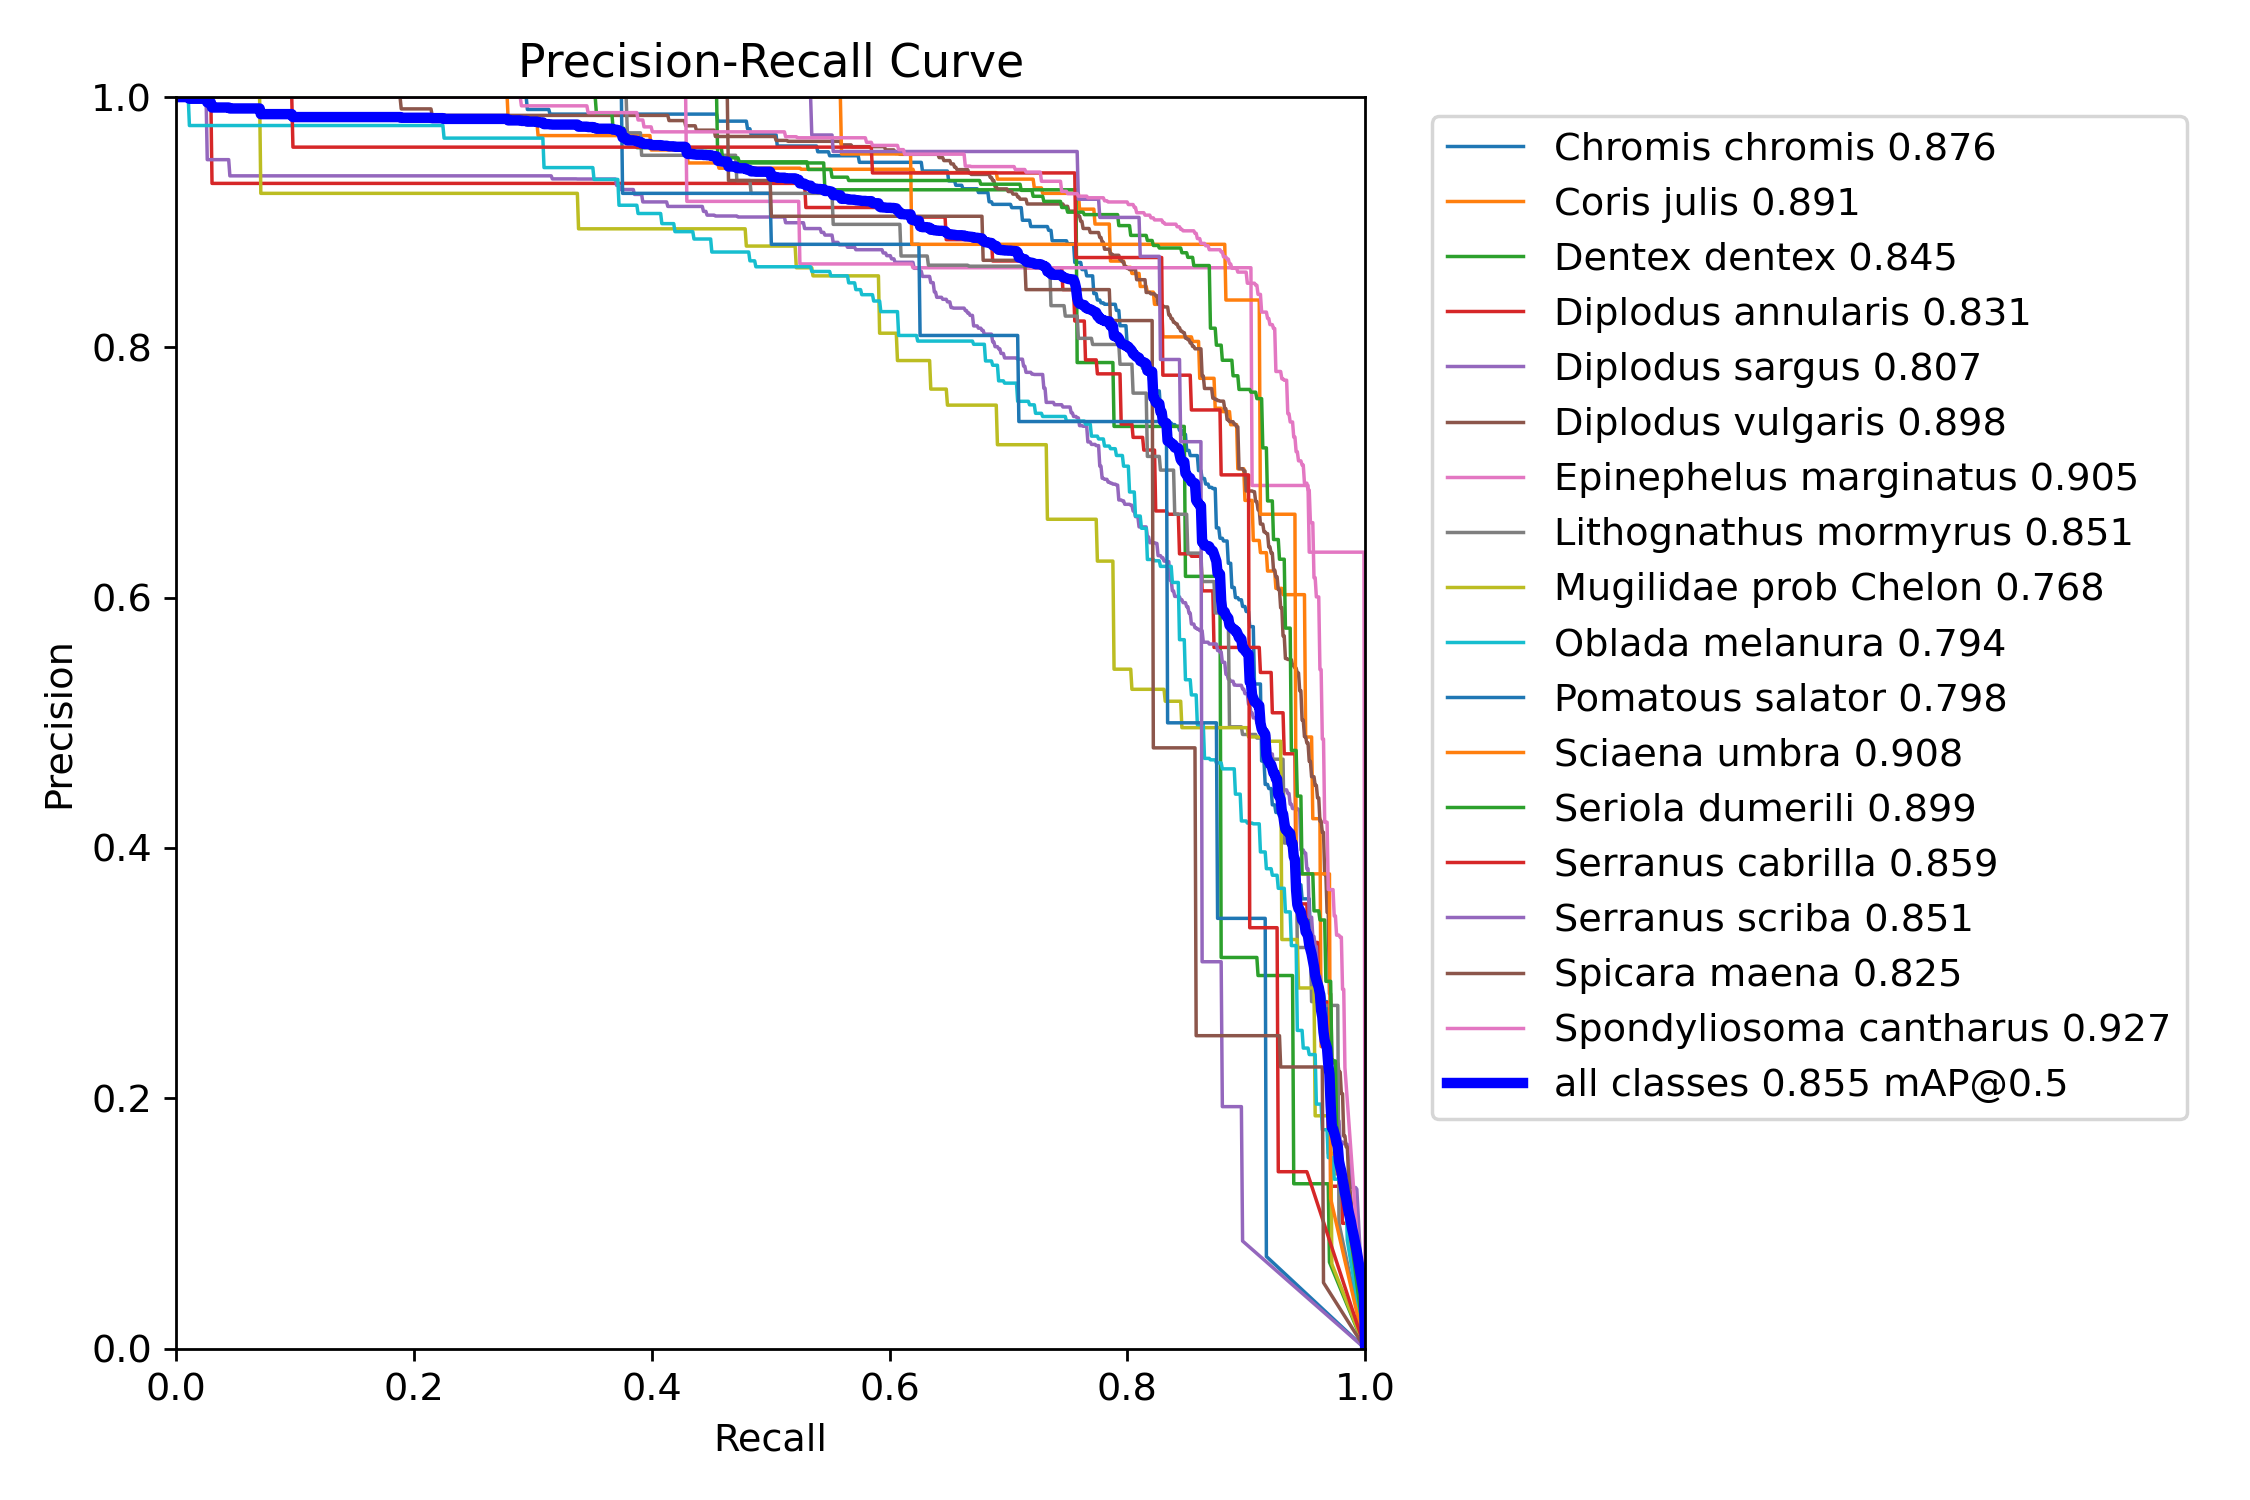 Precision-Recall Curve
1.0
0.8
0.6
0.4
0.2
0.0
Precision
0.0 0.2 0.4 0.6 0.8 1.0
Recall
Chromis chromis 0.876
Coris julis 0.891
Dentex dentex 0.845
Diplodus annularis 0.831
Diplodus sargus 0.807
Diplodus vulgaris 0.898
Epinephelus marginatus 0.905
Lithognathus mormyrus 0.851
Mugilidae prob Chelon 0.768
Oblada melanura 0.794
Pomatous salator 0.798
Sciaena umbra 0.908
Seriola dumerili 0.899
Serranus cabrilla 0.859
Serranus scriba 0.851
Spicara maena 0.825
Spondyliosoma cantharus 0.927
all classes 0.855 mAP@0.5